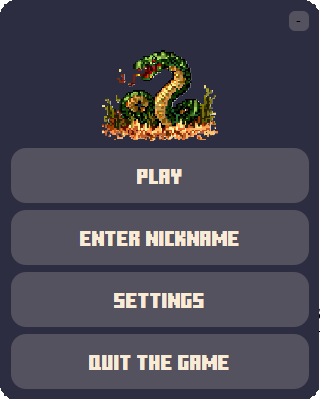 -
PLAY
ENTER NICKNAME
SETTINGS
QUIT THE GAME